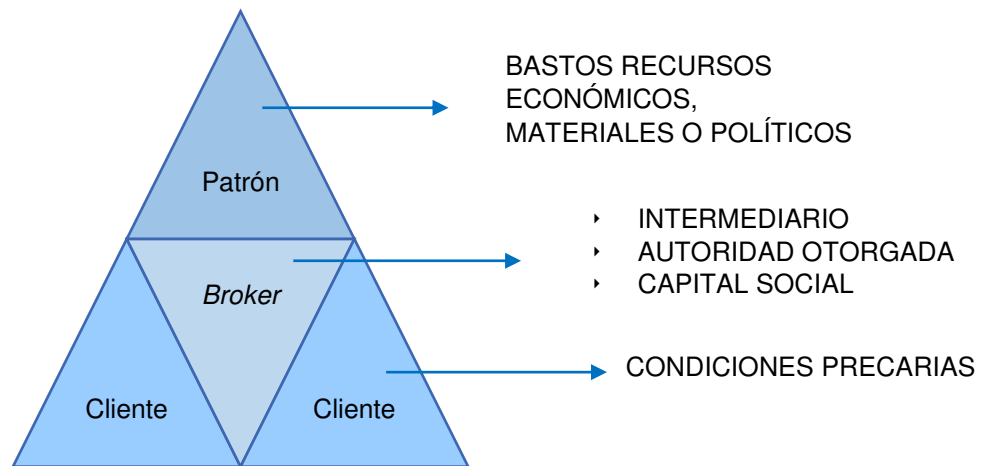 BASTOS RECURSOS
ECONÓMICOS,
MATERIALES O POLÍTICOS
Patrón
‣ INTERMEDIARIO
‣ AUTORIDAD OTORGADA
‣ CAPITAL SOCIAL
Broker
CONDICIONES PRECARIAS
Cliente
Cliente